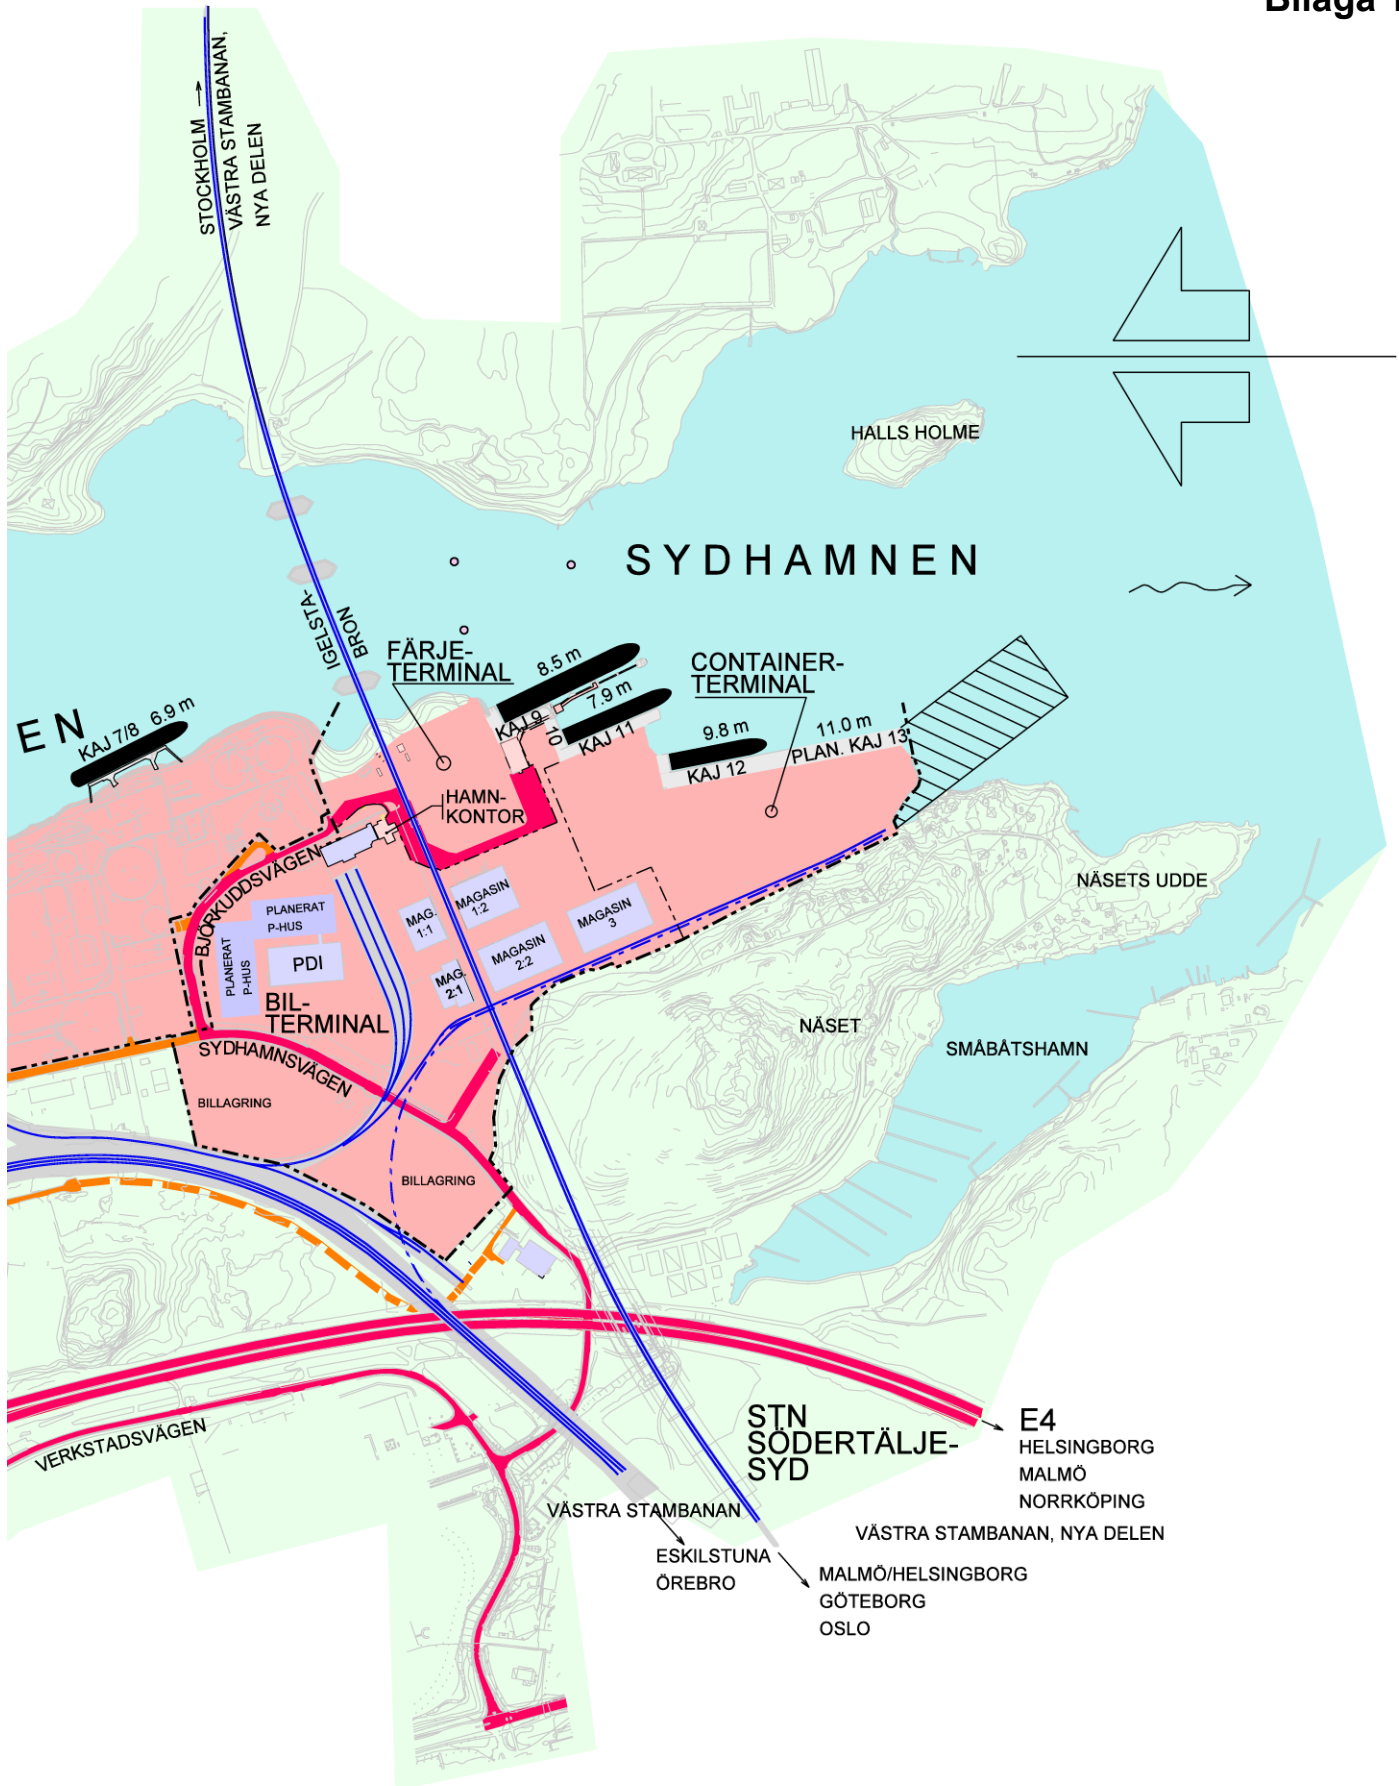 Bilaga 1
STOCKHOLM
VÄSTRA STAMBANAN,
NYA DELEN
HALLS HOLME
SYDHAMNEN
IGELSTA-
BRON
FÄRJE-
TERMINAL
8.5 m
KAJ 9
7.9 m
10
KAJ 11
CONTAINER-
TERMINAL
9.8 m
KAJ 12
11.0 m
PLAN. KAJ 13
EN
KAJ 7/8 6.9 m
HAMN-
KONTOR
BJÖRKUDDSVÄGEN
PLANERAT
P-HUS
PLANERAT
P-HUS
PDI
MAG.
1:1
MAGASIN
1:2
MAGASIN
3
MAGASIN
2:2
MAG.
2:1
NÄSETS UDDE
BIL-
TERMINAL
NÄSET
SMÅBÅTSHAMN
SYDHAMNSVÄGEN
BILLAGRING
BILLAGRING
VERKSTADSVÄGEN
STN
SÖDERTÄLJE-
SYD
E4
HELSINGBORG
MALMÖ
NORRKÖPING
VÄSTRA STAMBANAN
VÄSTRA STAMBANAN, NYA DELEN
ESKILSTUNA
ÖREBRO
MALMÖ/HELSINGBORG
GÖTEBORG
OSLO